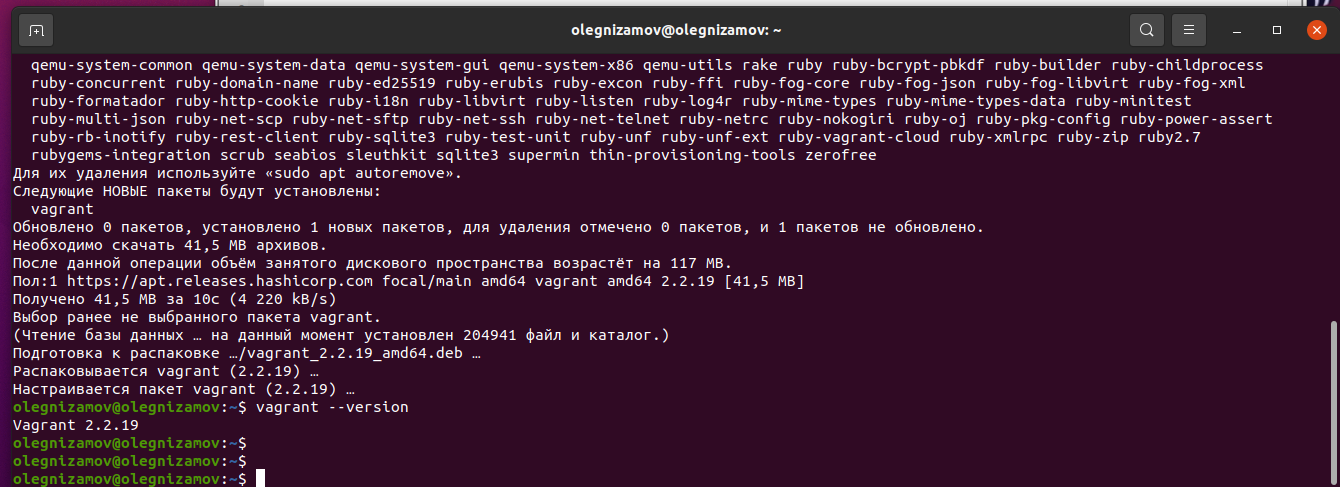 olegnizamov@olegnizamov: ~
qemu-system-common qemu-system-data qemu-system-gui qemu-system-x86 qemu-utils rake ruby ruby-bcrypt-pbkdf ruby-builder ruby-childprocess
ruby-concurrent ruby-domain-name ruby-ed25519 ruby-erubis ruby-excon ruby-ffi ruby-fog-core ruby-fog-json ruby-fog-libvirt ruby-fog-xml
ruby-formatador ruby-http-cookie ruby-i18n ruby-libvirt ruby-listen ruby-log4r ruby-mime-types ruby-mime-types-data ruby-minitest
ruby-multi-json ruby-net-scp ruby-net-sftp ruby-net-ssh ruby-net-telnet ruby-netrc ruby-nokogiri ruby-oj ruby-pkg-config ruby-power-assert
ruby-rb-inotify ruby-rest-client ruby-sqlite3 ruby-test-unit ruby-unf ruby-unf-ext ruby-vagrant-cloud ruby-xmlrpc ruby-zip ruby2.7
rubygems-integration scrub seabios sleuthkit sqlite3 supermin thin-provisioning-tools zerofree
Для их удаления используйте «sudo apt autoremove».
Следующие НОВЫЕ пакеты будут установлены:
vagrant
Обновлено 0 пакетов, установлено 1 новых пакетов, для удаления отмечено 0 пакетов, и 1 пакетов не обновлено.
Необходимо скачать 41,5 MB архивов.
После данной операции объём занятого дискового пространства возрастёт на 117 MB.
Пол:1 https://apt.releases.hashicorp.com focal/main amd64 vagrant amd64 2.2.19 [41,5 MB]
Получено 41,5 MB за 10с (4 220 kB/s)
Выбор ранее не выбранного пакета vagrant.
(Чтение базы данных … на данный момент установлен 204941 файл и каталог.)
Подготовка к распаковке …/vagrant_2.2.19_amd64.deb …
Распаковывается vagrant (2.2.19) …
Настраивается пакет vagrant (2.2.19) …
olegnizamov@olegnizamov:~$ vagrant --version
Vagrant 2.2.19
olegnizamov@olegnizamov:~$
olegnizamov@olegnizamov:~$
olegnizamov@olegnizamov:~$